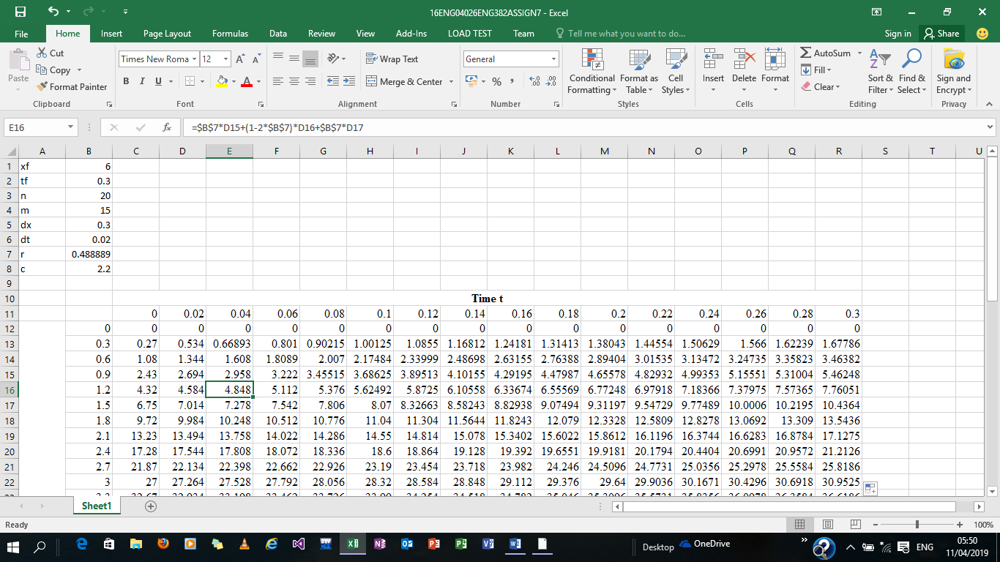 16ENG04026ENG382ASSIGN7 - Excel
File Home Insert Page Layout Formulas Data Review View Add-Ins LOAD TEST Team Tell me what you want to do... Sign in Share
Paste Cut Copy Format Painter
Times New Roma 12
B I U A
Wrap Text
Merge & Center
General
% ,
Conditional Formatting Format as Table Cell Styles
Insert Delete Format
AutoSum Fill Clear
Sort & Filter Find & Select
Sign and Encrypt
Clipboard Font Alignment Number Styles Cells Editing Privacy
E16 fx =$B$7*D15+(1-2*$B$7)*D16+$B$7*D17
A B C D E F G H I J K L M N O P Q R S T U
1 xf 6
2 tf 0.3
3 n 20
4 m 15
5 dx 0.3
6 dt 0.02
7 r 0.488889
8 c 2.2
9
10 Time t
11 0 0.02 0.04 0.06 0.08 0.1 0.12 0.14 0.16 0.18 0.2 0.22 0.24 0.26 0.28 0.3
12 0 0 0 0 0 0 0 0 0 0 0 0 0 0 0 0 0
13 0.3 0.27 0.534 0.66893 0.801 0.90215 1.00125 1.0855 1.16812 1.24181 1.31413 1.38043 1.44554 1.50629 1.566 1.62239 1.67786
14 0.6 1.08 1.344 1.608 1.8089 2.007 2.17484 2.33999 2.48698 2.63155 2.76388 2.89404 3.01535 3.13472 3.24735 3.35823 3.46382
15 0.9 2.43 2.694 2.958 3.222 3.45515 3.68625 3.89513 4.10155 4.29195 4.47987 4.65578 4.82932 4.99353 5.15551 5.31004 5.46248
16 1.2 4.32 4.584 4.848 5.112 5.376 5.62492 5.8725 6.10558 6.33674 6.55569 6.77248 6.97918 7.18366 7.37975 7.57365 7.76051
17 1.5 6.75 7.014 7.278 7.542 7.806 8.07 8.32663 8.58243 8.82938 9.07494 9.31197 9.54729 9.77489 10.0006 10.2195 10.4364
18 1.8 9.72 9.984 10.248 10.512 10.776 11.04 11.304 11.5644 11.8243 12.079 12.3328 12.5809 12.8278 13.0692 13.309 13.5436
19 2.1 13.23 13.494 13.758 14.022 14.286 14.55 14.814 15.078 15.3402 15.6022 15.8612 16.1196 16.3744 16.6283 16.8784 17.1275
20 2.4 17.28 17.544 17.808 18.072 18.336 18.6 18.864 19.128 19.392 19.6551 19.9181 20.1794 20.4404 20.6991 20.9572 21.2126
21 2.7 21.87 22.134 22.398 22.662 22.926 23.19 23.454 23.718 23.982 24.246 24.5096 24.7731 25.0356 25.2978 25.5584 25.8186
22 3 27 27.264 27.528 27.792 28.056 28.32 28.584 28.848 29.112 29.376 29.64 29.9036 30.1671 30.4296 30.6918 30.9525
Sheet1
Ready 100%
Desktop OneDrive ENG 05:50
11/04/2019